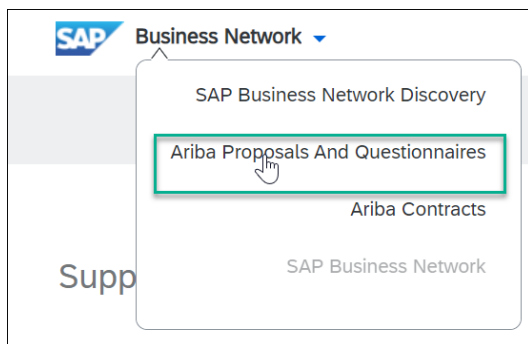 SAP Business Network
SAP Business Network Discovery
Ariba Proposals And Questionnaires
Ariba Contracts
SAP Business Network
Supp